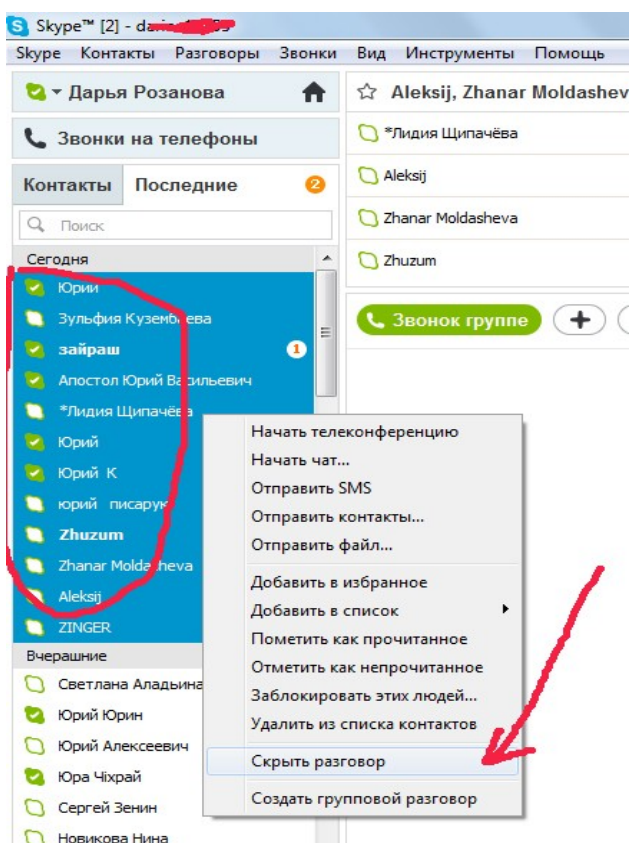 Skype™ [2] -
Skype Контакты Разговоры Звонки Вид Инструменты Помощь
Дарья Розанова
Звонки на телефоны
Контакты Последние 2
Поиск
Сегодня
Юрий
Зульфия Кузембаева
зайраш 1
Апостол Юрий Васильевич
*Лидия Щипачёва
Юрий
Юрий К
юрий писарук
Zhuzum
Zhanar Moldasheva
Aleksij
ZINGER
Вчерашние
Светлана Аладьина
Юрий Юрин
Юрий Алексеевич
Юра Чіхрай
Сергей Зенин
Новикова Нина
Aleksij, Zhanar Moldashev
*Лидия Щипачёва
Aleksij
Zhanar Moldasheva
Zhuzum
Звонок группе
Начать телеконференцию
Начать чат...
Отправить SMS
Отправить контакты...
Отправить файл...
Добавить в избранное
Добавить в список
Пометить как прочитанное
Отметить как непрочитанное
Заблокировать этих людей...
Удалить из списка контактов
Скрыть разговор
Создать групповой разговор